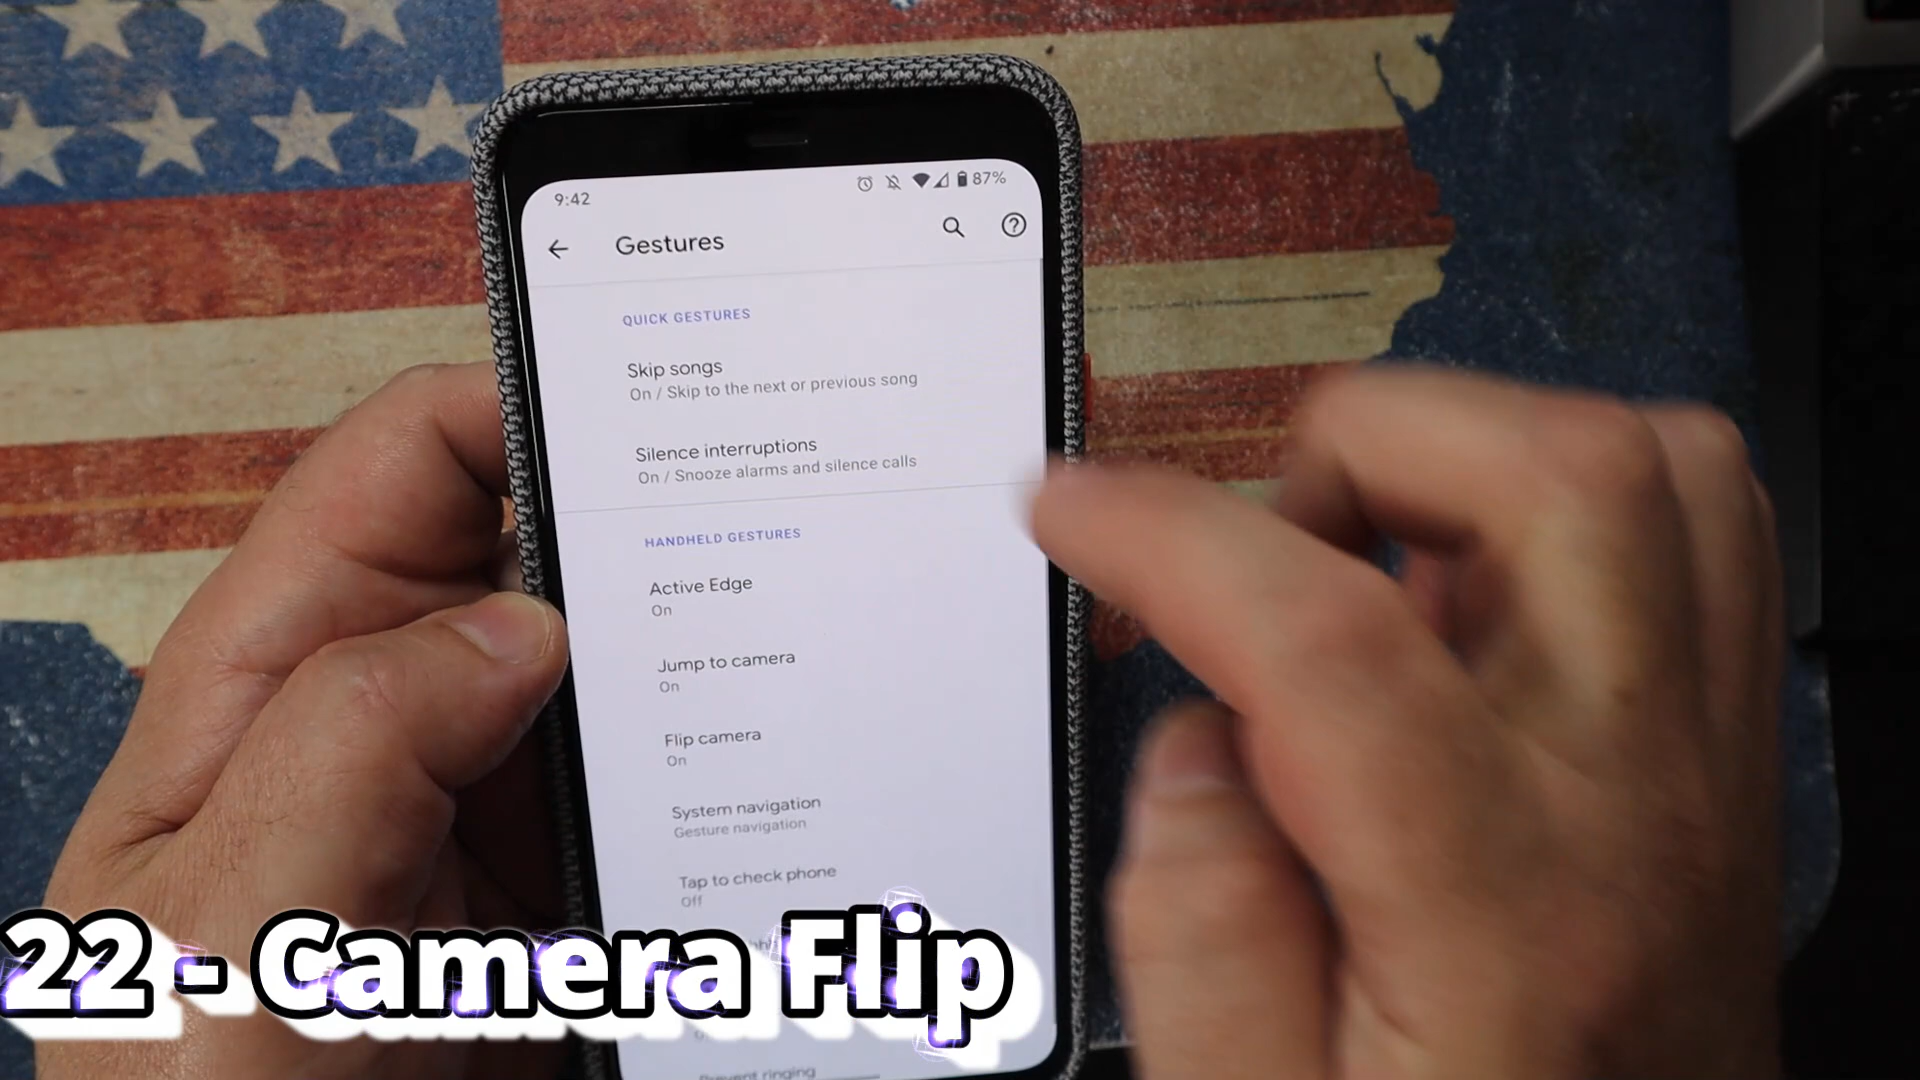 9:42
87%
Gestures
QUICK GESTURES
Skip songs
On / Skip to the next or previous song
Silence interruptions
On / Snooze alarms and silence calls
HANDHELD GESTURES
Active Edge
On
Jump to camera
On
Flip camera
On
System navigation
Gesture navigation
Tap to check phone
Off
22 - Camera Flip
Prevent ringing